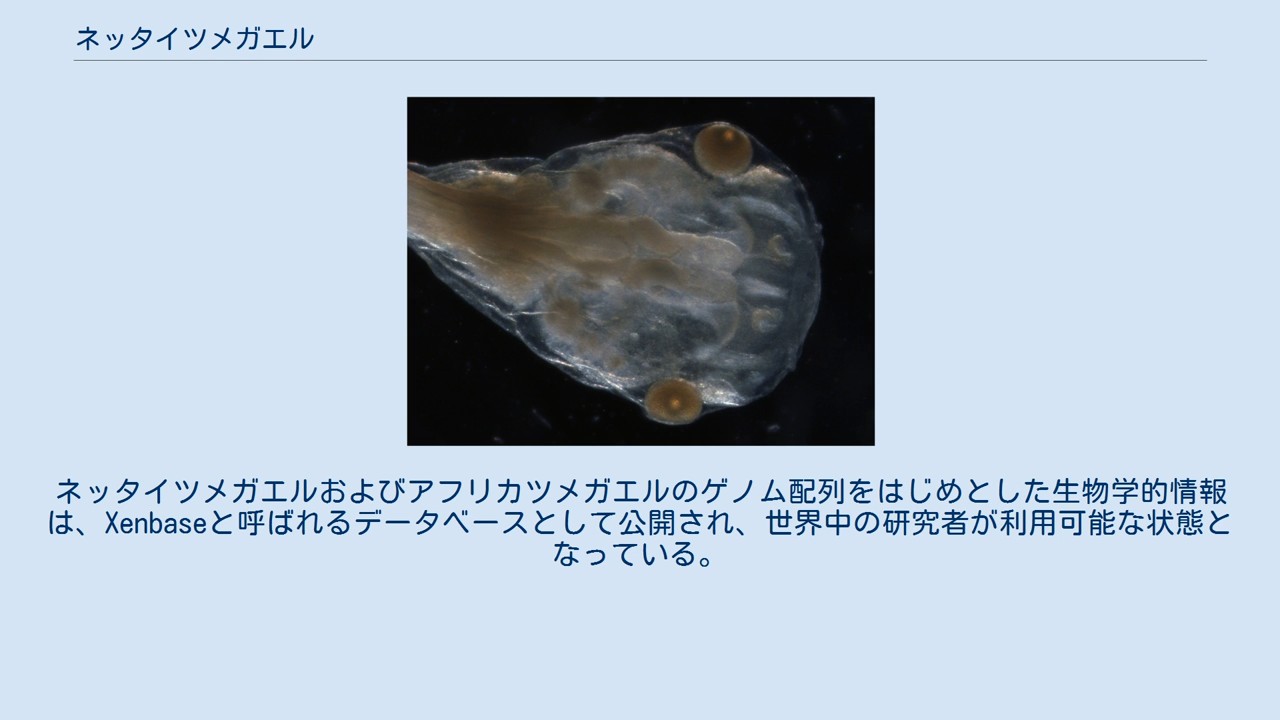 ネッタイツメガエル
ネッタイツメガエルおよびアフリカツメガエルのゲノム配列をはじめとした生物学的情報
は、Xenbaseと呼ばれるデータベースとして公開され、世界中の研究者が利用可能な状態と
なっている。